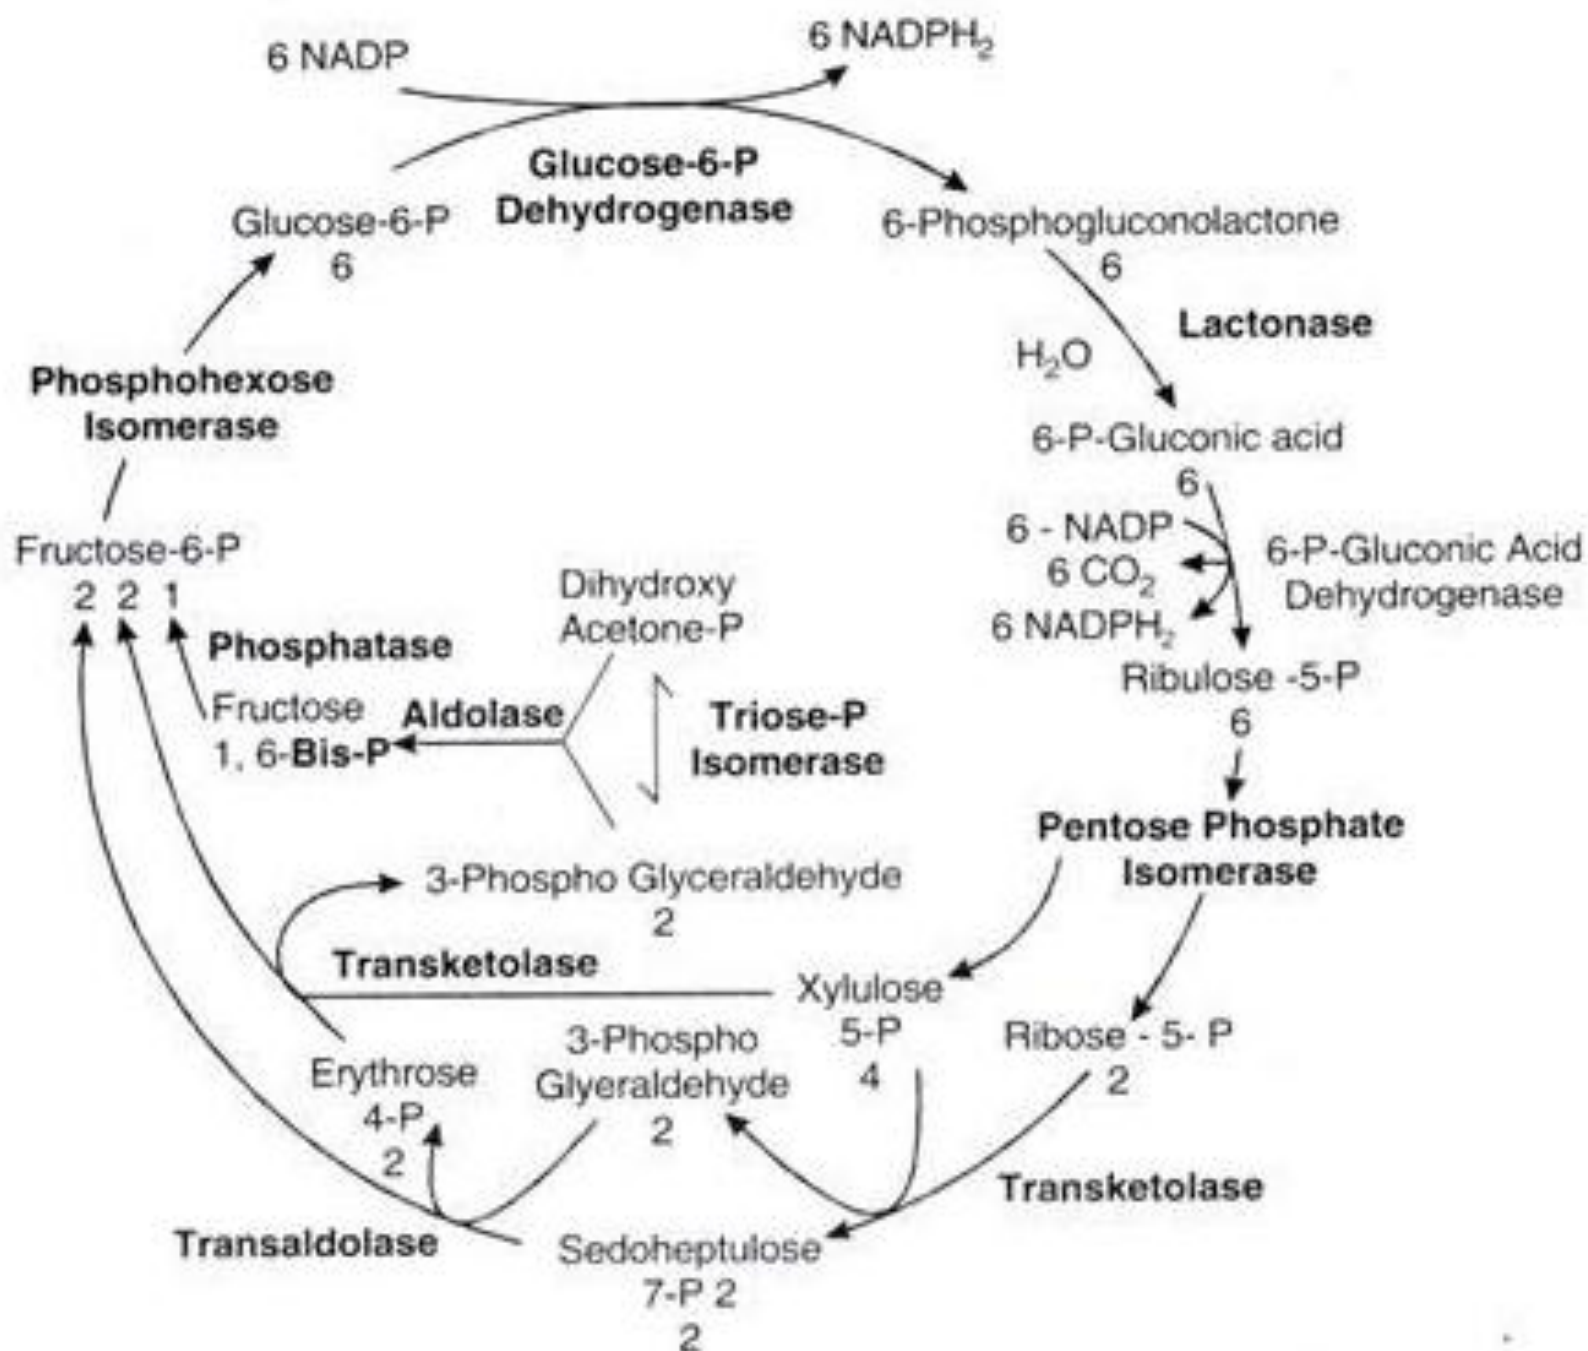 6 NADP
6 NADPH₂
Glucose-6-P
Dehydrogenase
Glucose-6-P
6
6-Phosphogluconolactone
6
Lactonase
H₂O
Phosphohexose
Isomerase
6-P-Gluconic acid
6
6 - NADP
6 CO₂
6 NADPH₂
6-P-Gluconic Acid
Dehydrogenase
Fructose-6-P
2 2 1
Dihydroxy
Acetone-P
Phosphatase
Fructose
1, 6-Bis-P
Aldolase
Triose-P
Isomerase
Ribulose -5-P
6
Pentose Phosphate
Isomerase
3-Phospho Glyceraldehyde
2
Transketolase
Xylulose
5-P
4
Ribose - 5- P
2
3-Phospho
Glyeraldehyde
2
Erythrose
4-P
2
Transketolase
Transaldolase
Sedoheptulose
7-P 2
2